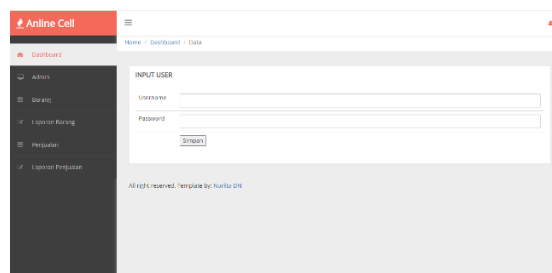 Anline Cell
Home / Dashboard / Data
Dashboard
Admin
Barang
Laporan Barang
Penjualan
Laporan Penjualan
INPUT USER
Username
Password
Simpan
All right reserved. Template by: Nurlita DN